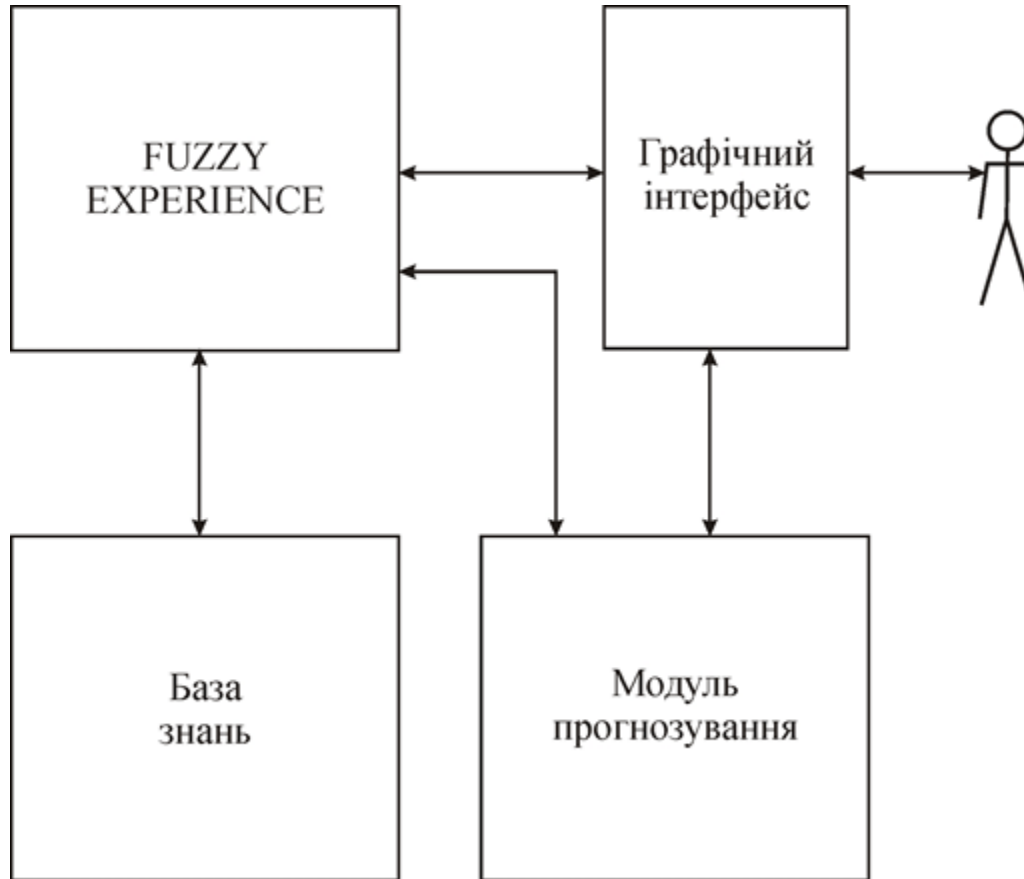 FUZZY
EXPERIENCE
Графічний
інтерфейс
База
знань
Модуль
прогнозування